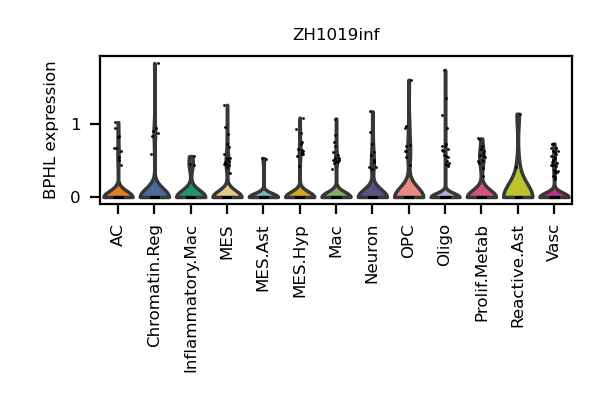 ZH1019inf
BPHL expression
1
0
AC
Chromatin.Reg
Inflammatory.Mac
MES
MES.Ast
MES.Hyp
Mac
Neuron
OPC
Oligo
Prolif.Metab
Reactive.Ast
Vasc